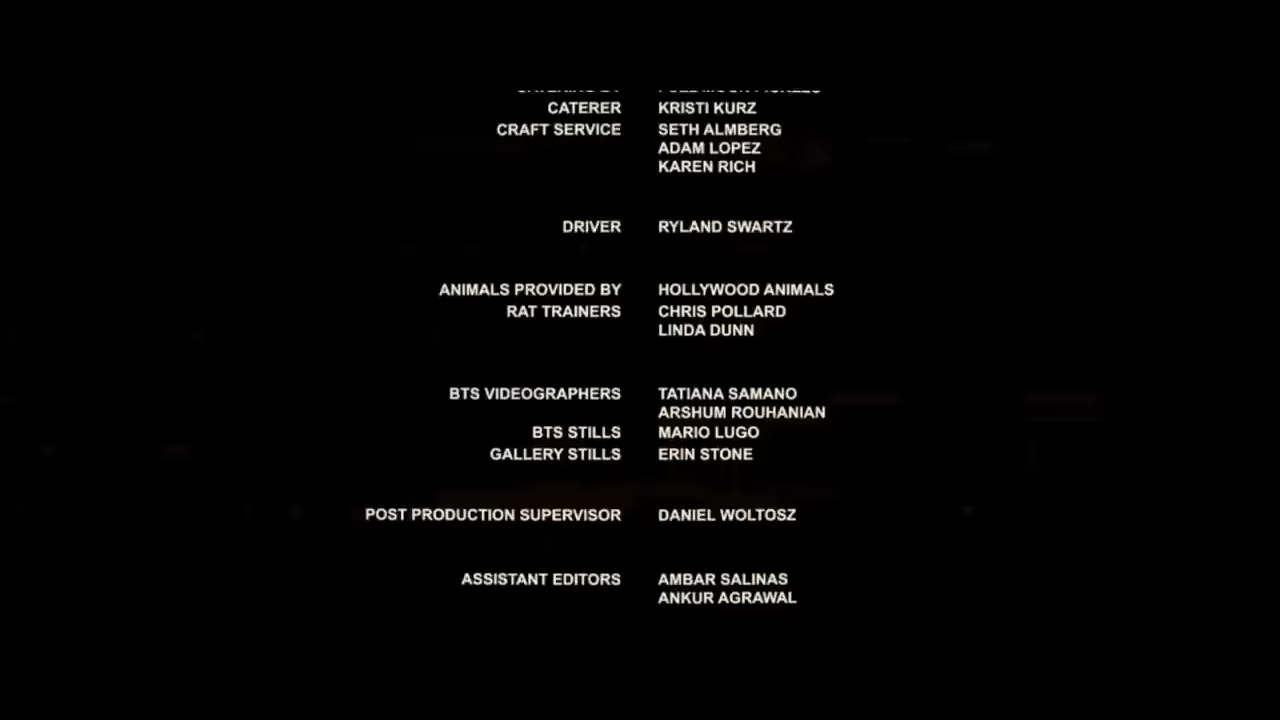 CATERER KRISTI KURZ
CRAFT SERVICE SETH ALMBERG
ADAM LOPEZ
KAREN RICH
DRIVER RYLAND SWARTZ
ANIMALS PROVIDED BY HOLLYWOOD ANIMALS
RAT TRAINERS CHRIS POLLARD
LINDA DUNN
BTS VIDEOGRAPHERS TATIANA SAMANO
ARSHUM ROUHANIAN
BTS STILLS MARIO LUGO
GALLERY STILLS ERIN STONE
POST PRODUCTION SUPERVISOR DANIEL WOLTOSZ
ASSISTANT EDITORS AMBAR SALINAS
ANKUR AGRAWAL